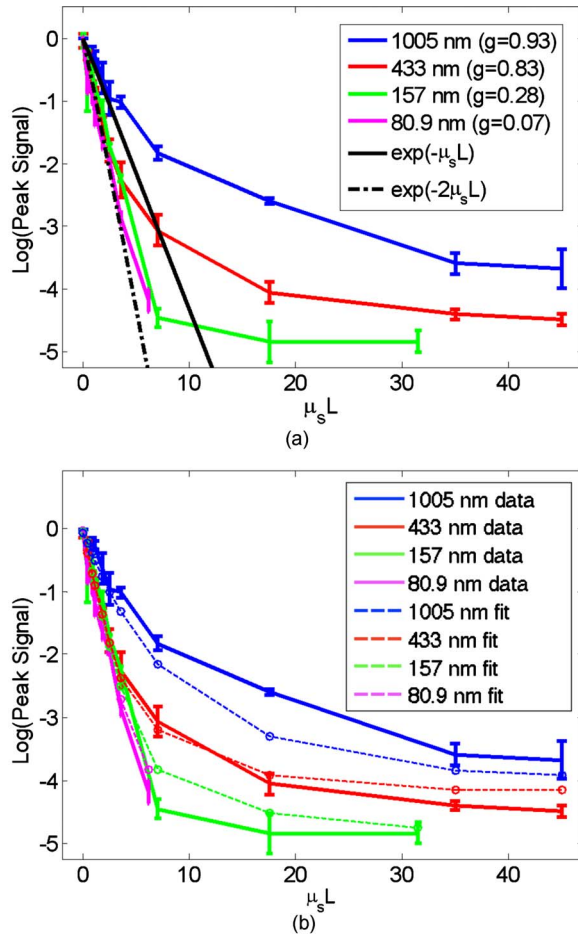 0
-1
-2
-3
-4
-5
Log(Peak Signal)
1005 nm (g=0.93)
433 nm (g=0.83)
157 nm (g=0.28)
80.9 nm (g=0.07)
exp(-μsL)
exp(-2μsL)
0 10 20 30 40
μsL
(a)
0
-1
-2
-3
-4
-5
Log(Peak Signal)
1005 nm data
433 nm data
157 nm data
80.9 nm data
1005 nm fit
433 nm fit
157 nm fit
80.9 nm fit
0 10 20 30 40
μsL
(b)